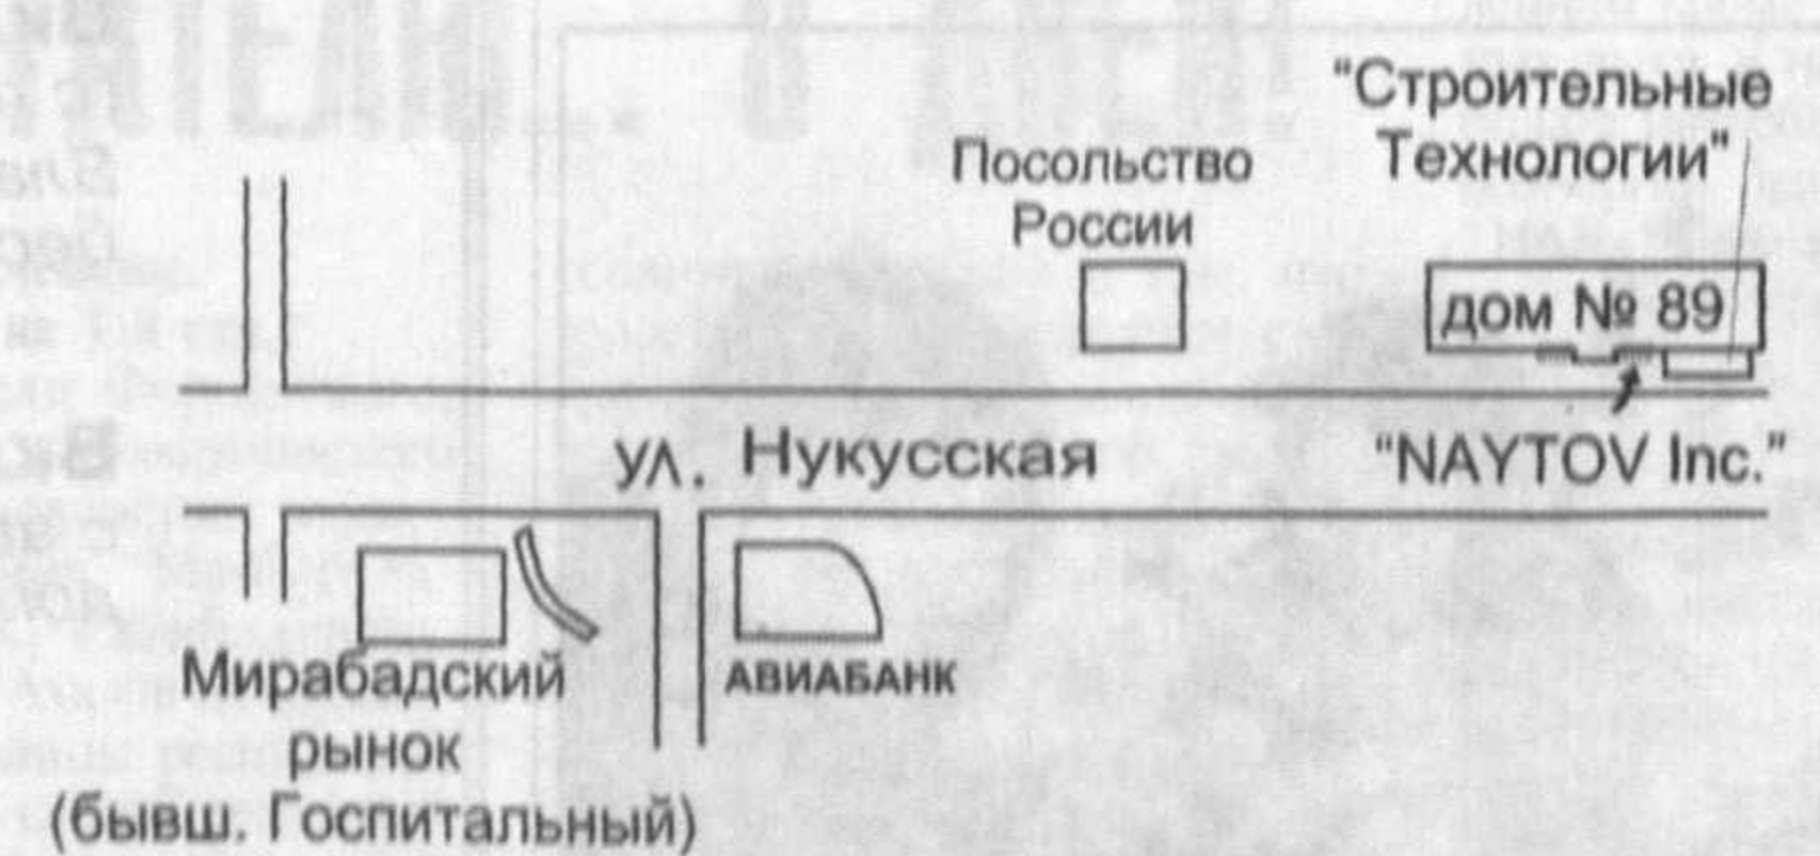 "Строительные
Технологии"
Посольство
России
дом № 89
ул. Нукусская
"NAYTOV Inc."
Мирабадский
рынок
(бывш. Госпитальный)
АВИАБАНК